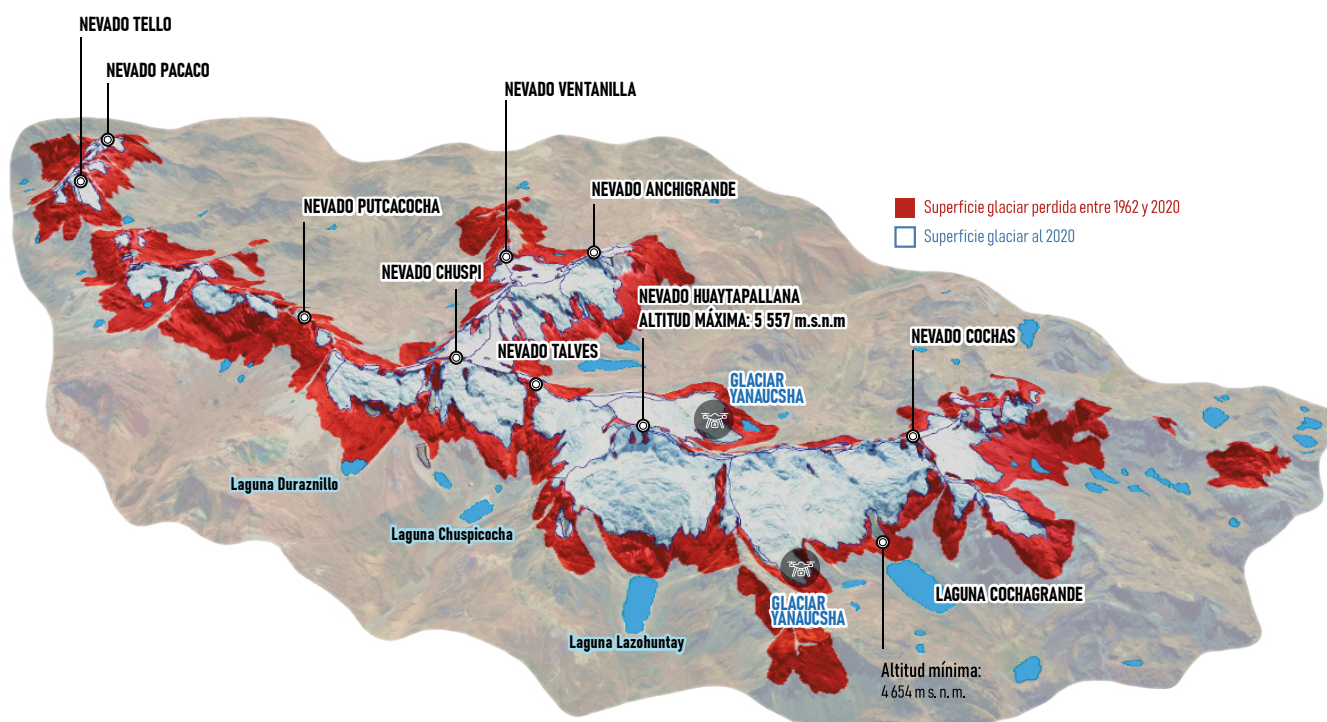 NEVADO TELLO
NEVADO PACACO
NEVADO VENTANILLA
NEVADO ANCHIGRANDE
NEVADO PUTCACOCHA
Superficie glaciar perdida entre 1962 y 2020
Superficie glaciar al 2020
NEVADO CHUSPI
NEVADO HUAYTAPALLANA
ALTITUD MÁXIMA: 5 557 m.s.n.m
NEVADO COCHAS
NEVADO TALVES
GLACIAR
YANAUCSHA
Laguna Duraznillo
Laguna Chuspicocha
LAGUNA COCHAGRANDE
GLACIAR
YANAUCSHA
Laguna Lazohuntay
Altitud mínima:
4 654 m s. n. m.